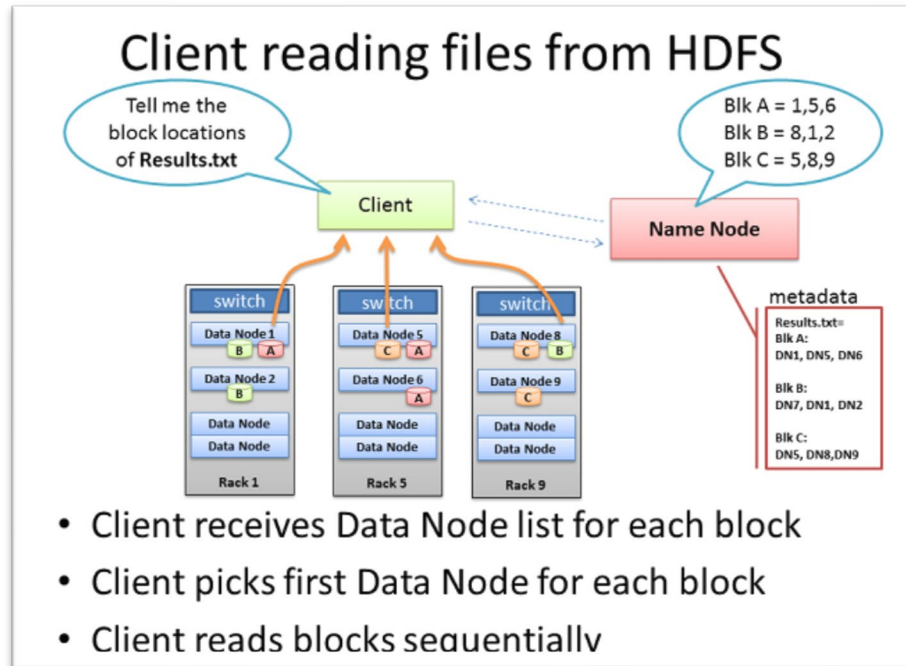 Client reading files from HDFS
Tell me the
block locations
of Results.txt
Blk A = 1,5,6
Blk B = 8,1,2
Blk C = 5,8,9
Client
Name Node
metadata
Results.txt=
Blk A:
DN1, DN5, DN6
Blk B:
DN7, DN1, DN2
Blk C:
DN5, DN8,DN9
switch
Data Node 1
B A
Data Node 2
B
Data Node
Data Node
Rack 1
switch
Data Node 5
C A
Data Node 6
A
Data Node
Data Node
Rack 5
switch
Data Node 8
C B
Data Node 9
C
Data Node
Data Node
Rack 9
• Client receives Data Node list for each block
• Client picks first Data Node for each block
• Client reads blocks sequentially